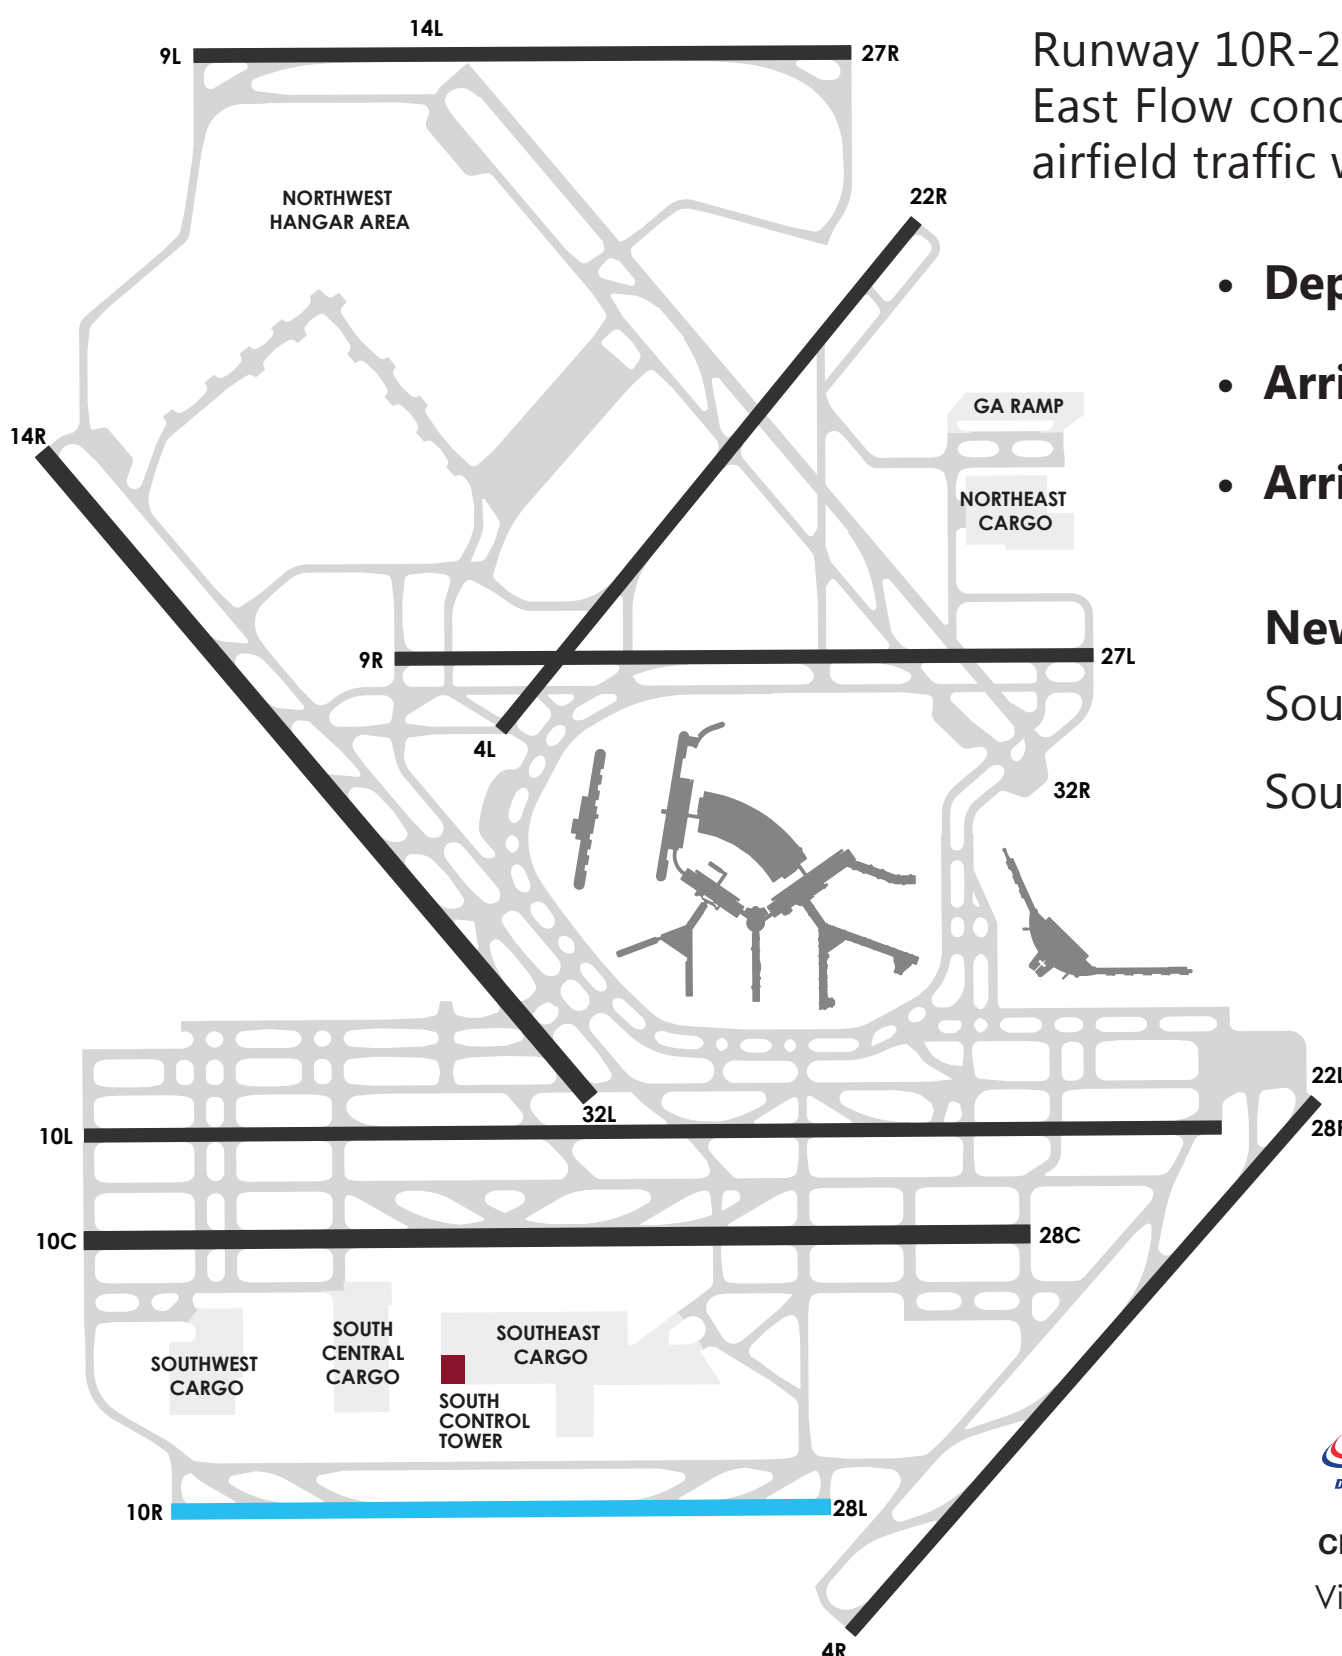 14L
9L
27R
Runway 10R-2
East Flow cond
airfield traffic w
NORTHWEST
HANGAR AREA
22R
• Dep
• Arri
GA RAMP
14R
• Arri
NORTHEAST
CARGO
New
9R
27L
Sou
4L
32R
Sou
22L
32L
10L
28R
10C
28C
SOUTH
CENTRAL
CARGO
SOUTHEAST
CARGO
SOUTHWEST
CARGO
SOUTH
CONTROL
TOWER
10R
28L
Vi
4R